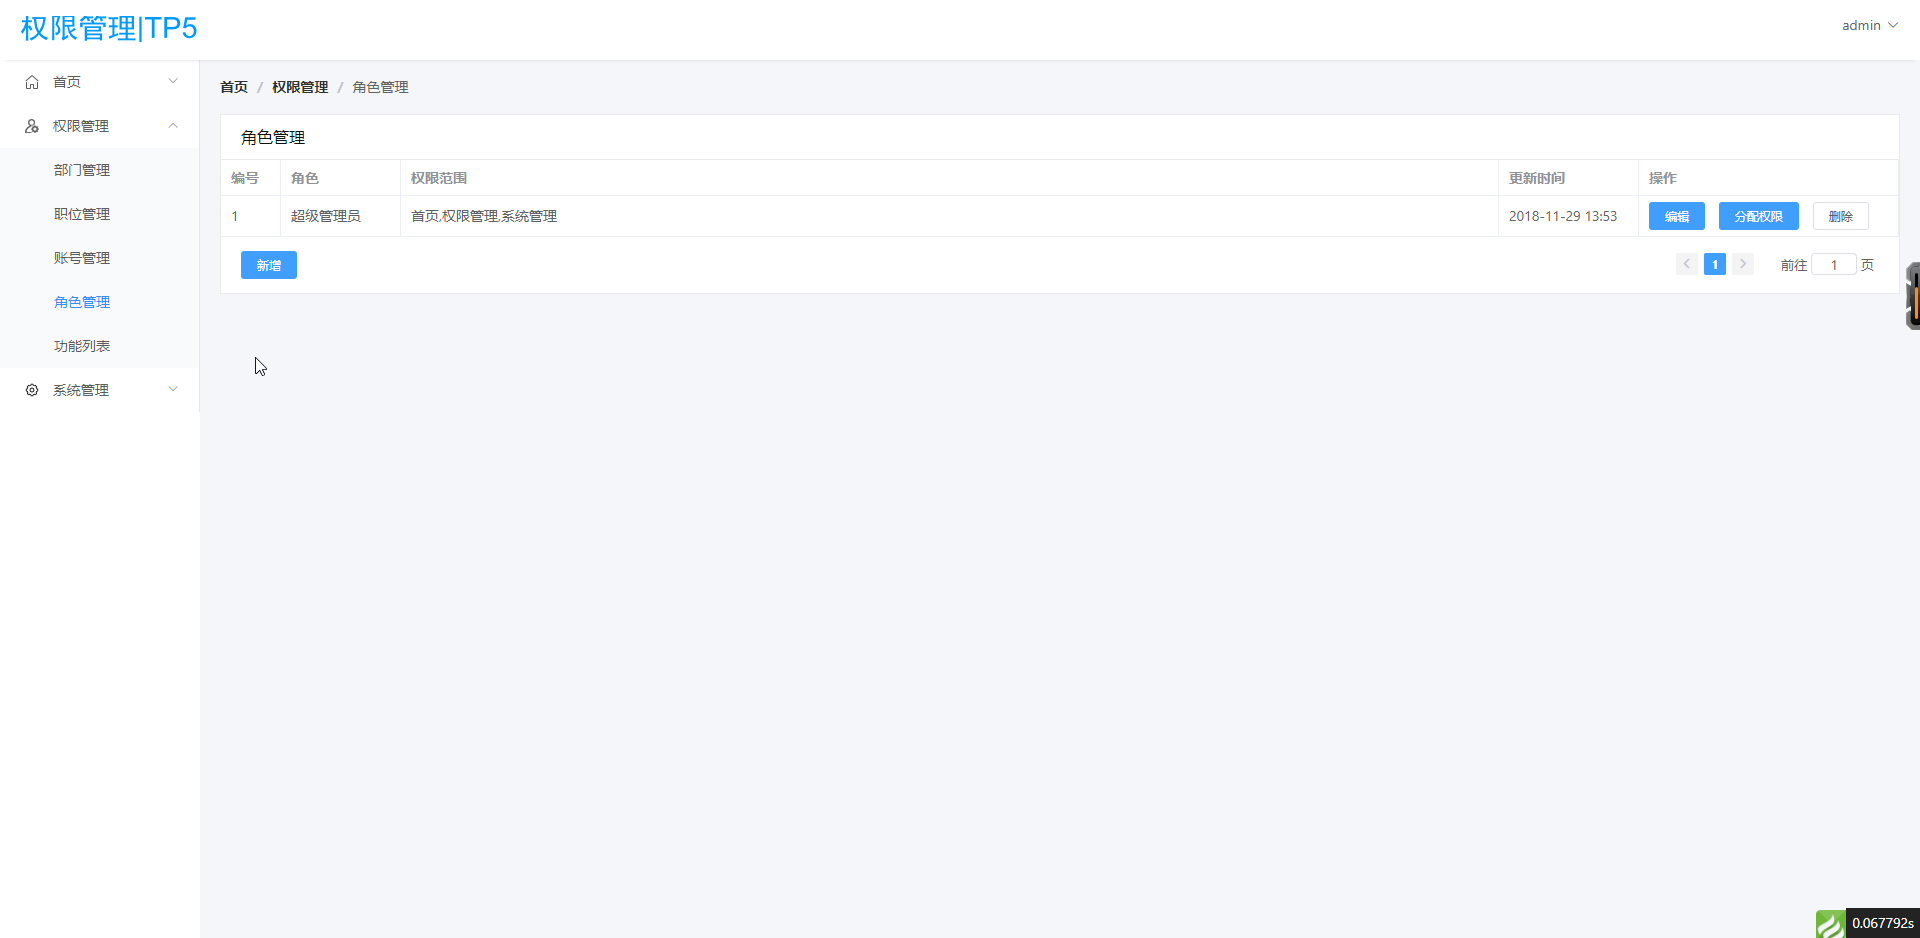 权限管理|TP5
admin
首页
权限管理
部门管理
职位管理
账号管理
角色管理
功能列表
系统管理
首页 / 权限管理 / 角色管理
角色管理
编号 角色 权限范围 更新时间 操作
1 超级管理员 首页,权限管理,系统管理 2018-11-29 13:53 编辑 分配权限 删除
新增 1 前往 1 页
0.067792s